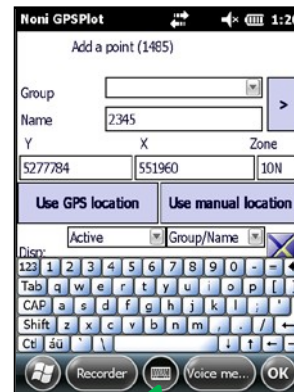 Noni GPSPlot 1:20
Add a point (1485)
Group
>
Name 2345
Y X Zone
5277784 551960 10N
Use GPS location Use manual location
Active Group/Name
Disp:
123 1 2 3 4 5 6 7 8 9 0 - =
Tab q w e r t y u i o p [ ]
CAP a s d f g h j k l ; '
Shift z x c v b n m , . /
Ctl áü ` \
Recorder Voice me... OK